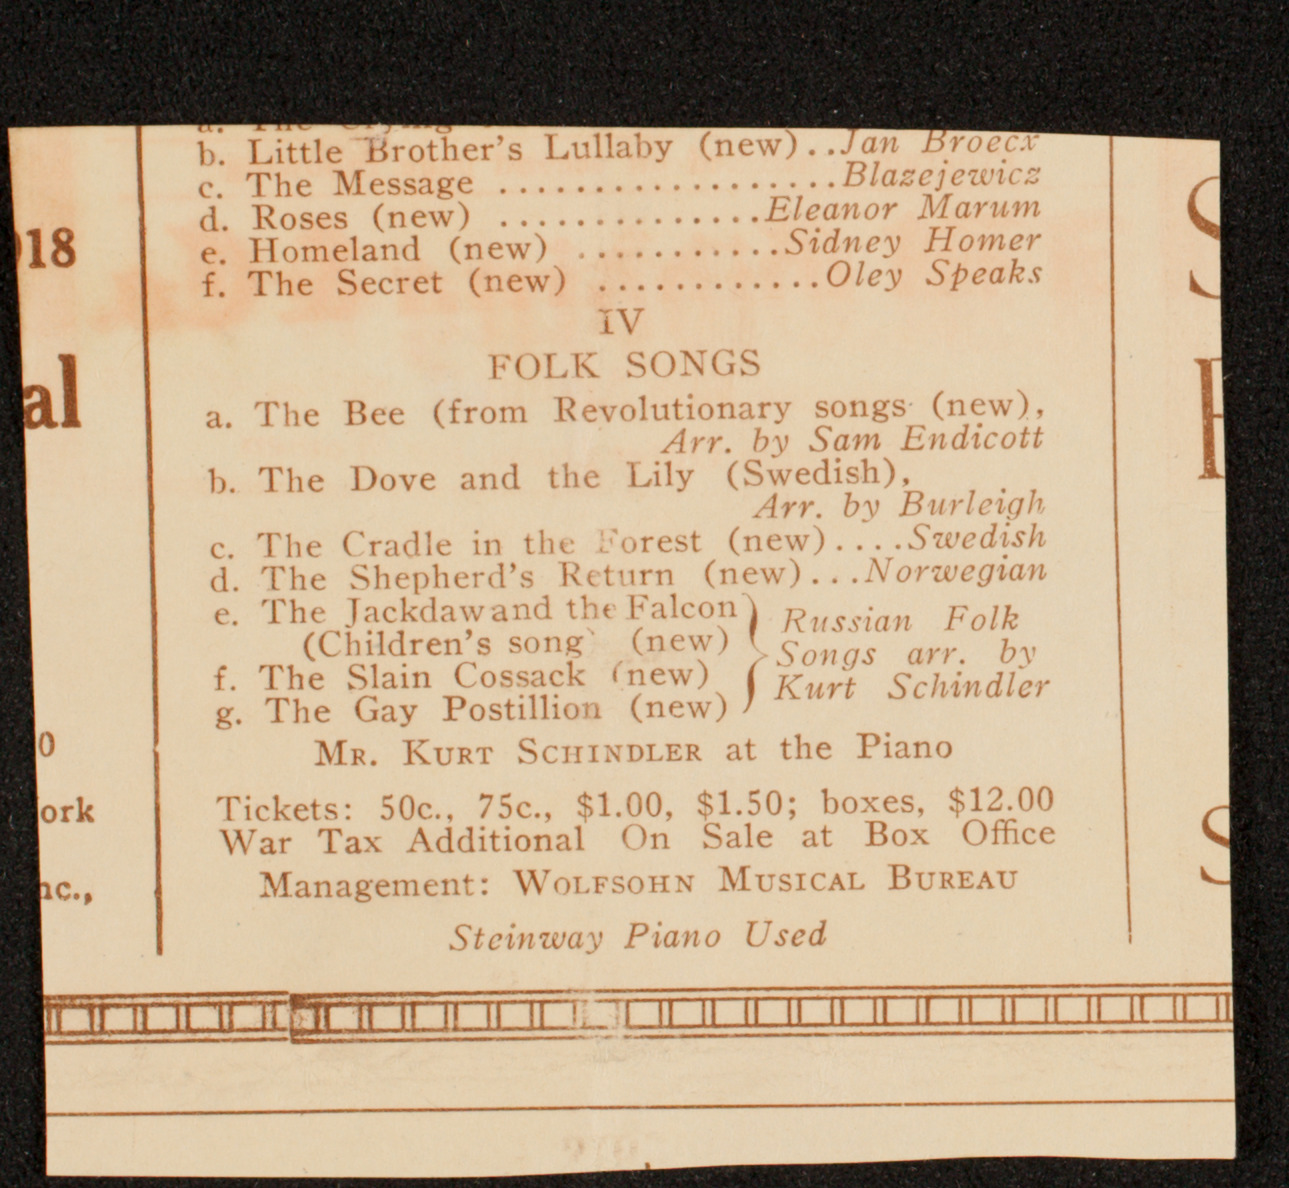 a. The Crying
b. Little Brother's Lullaby (new)..Jan Broecx
c. The Message ..................Blazejewicz
d. Roses (new) ..............Eleanor Marum
e. Homeland (new) ...........Sidney Homer
f. The Secret (new) ............Oley Speaks
IV
FOLK SONGS
a. The Bee (from Revolutionary songs (new),
Arr. by Sam Endicott
b. The Dove and the Lily (Swedish),
Arr. by Burleigh
c. The Cradle in the Forest (new)....Swedish
d. The Shepherd's Return (new)...Norwegian
e. The Jackdaw and the Falcon
(Children's song) (new)
f. The Slain Cossack (new)
g. The Gay Postillion (new)
Russian Folk
Songs arr. by
Kurt Schindler
MR. KURT SCHINDLER at the Piano
Tickets: 50c., 75c., $1.00, $1.50; boxes, $12.00
War Tax Additional On Sale at Box Office
Management: WOLFSOHN MUSICAL BUREAU
Steinway Piano Used
18
al
0
ork
nc.,